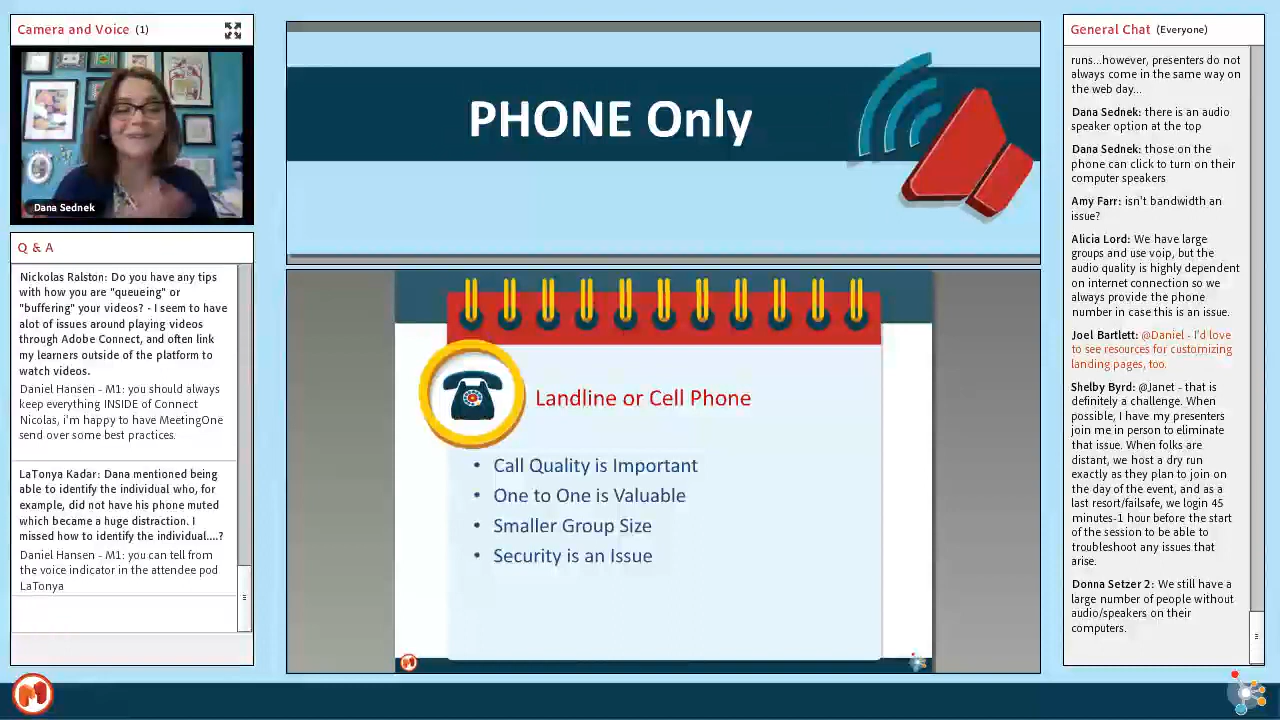 Camera and Voice (1)
Dana Sednek
Q & A
Nickolas Ralston: Do you have any tips
with how you are "queueing" or
"buffering" your videos? - I seem to have
alot of issues around playing videos
through Adobe Connect, and often link
my learners outside of the platform to
watch videos.
Daniel Hansen - M1: you should always
keep everything INSIDE of Connect
Nicolas, i'm happy to have MeetingOne
send over some best practices.
LaTonya Kadar: Dana mentioned being
able to identify the individual who, for
example, did not have his phone muted
which became a huge distraction. I
missed how to identify the individual....?
Daniel Hansen - M1: you can tell from
the voice indicator in the attendee pod
LaTonya
PHONE Only
Landline or Cell Phone
• Call Quality is Important
• One to One is Valuable
• Smaller Group Size
• Security is an Issue
General Chat (Everyone)
runs...however, presenters do not
always come in the same way on
the web day...
Dana Sednek: there is an audio
speaker option at the top
Dana Sednek: those on the
phone can click to turn on their
computer speakers
Amy Farr: isn't bandwidth an
issue?
Alicia Lord: We have large
groups and use voip, but the
audio quality is highly dependent
on internet connection so we
always provide the phone
number in case this is an issue.
Joel Bartlett: @Daniel - I'd love
to see resources for customizing
landing pages, too.
Shelby Byrd: @Janet - that is
definitely a challenge. When
possible, I have my presenters
join me in person to eliminate
that issue. When folks are
distant, we host a dry run
exactly as they plan to join on
the day of the event, and as a
last resort/failsafe, we login 45
minutes-1 hour before the start
of the session to be able to
troubleshoot any issues that
arise.
Donna Setzer 2: We still have a
large number of people without
audio/speakers on their
computers.